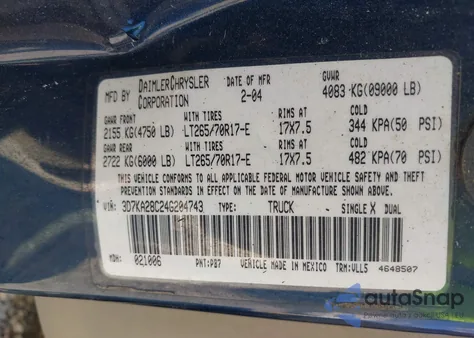 MFD BY DAIMLERCHRYSLER CORPORATION DATE OF MFR 2-04 GVWR 4083 KG(09000 LB)
GAWR FRONT WITH TIRES RIMS AT COLD
2155 KG(4750 LB) LT265/70R17-E 17X7.5 344 KPA(50 PSI)
GAWR REAR WITH TIRES RIMS AT COLD
2722 KG(6000 LB) LT265/70R17-E 17X7.5 482 KPA(70 PSI)
THIS VEHICLE CONFORMS TO ALL APPLICABLE FEDERAL MOTOR VEHICLE SAFETY AND THEFT
PREVENTION STANDARDS IN EFFECT ON THE DATE OF MANUFACTURE SHOWN ABOVE.
VIN: 3D7KA28C24G204743 TYPE: TRUCK SINGLE X DUAL
MDH: 021006 PNT: PB7 VEHICLE MADE IN MEXICO TRM: VLL5 4648507
autoSnap